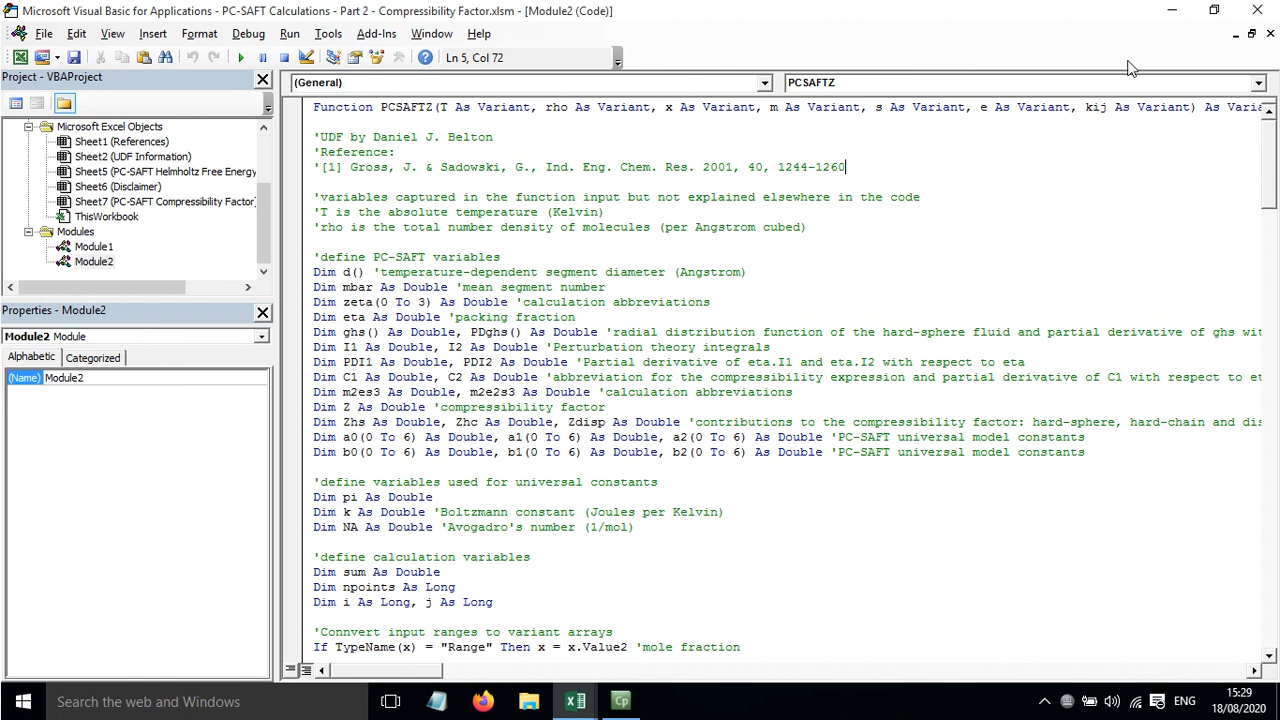 Microsoft Visual Basic for Applications - PC-SAFT Calculations - Part 2 - Compressibility Factor.xlsm - [Module2 (Code)]
File Edit View Insert Format Debug Run Tools Add-Ins Window Help
Ln 5, Col 72
Project - VBAProject
(General)
PCSAFTZ
Microsoft Excel Objects
Sheet1 (References)
Sheet2 (UDF Information)
Sheet5 (PC-SAFT Helmholtz Free Energy
Sheet6 (Disclaimer)
Sheet7 (PC-SAFT Compressibility Factor)
ThisWorkbook
Modules
Module1
Module2
Properties - Module2
Module2 Module
Alphabetic Categorized
(Name) Module2
Function PCSAFTZ(T As Variant, rho As Variant, x As Variant, m As Variant, s As Variant, e As Variant, kij As Variant) As Varia
'UDF by Daniel J. Belton
'Reference:
'[1] Gross, J. & Sadowski, G., Ind. Eng. Chem. Res. 2001, 40, 1244-1260
'variables captured in the function input but not explained elsewhere in the code
'T is the absolute temperature (Kelvin)
'rho is the total number density of molecules (per Angstrom cubed)
'define PC-SAFT variables
Dim d() 'temperature-dependent segment diameter (Angstrom)
Dim mbar As Double 'mean segment number
Dim zeta(0 To 3) As Double 'calculation abbreviations
Dim eta As Double 'packing fraction
Dim ghs() As Double, PDghs() As Double 'radial distribution function of the hard-sphere fluid and partial derivative of ghs wit
Dim I1 As Double, I2 As Double 'Perturbation theory integrals
Dim PDI1 As Double, PDI2 As Double 'Partial derivative of eta.I1 and eta.I2 with respect to eta
Dim C1 As Double, C2 As Double 'abbreviation for the compressibility expression and partial derivative of C1 with respect to et
Dim m2es3 As Double, m2e2s3 As Double 'calculation abbreviations
Dim Z As Double 'compressibility factor
Dim Zhs As Double, Zhc As Double, Zdisp As Double 'contributions to the compressibility factor: hard-sphere, hard-chain and dis
Dim a0(0 To 6) As Double, a1(0 To 6) As Double, a2(0 To 6) As Double 'PC-SAFT universal model constants
Dim b0(0 To 6) As Double, b1(0 To 6) As Double, b2(0 To 6) As Double 'PC-SAFT universal model constants
'define variables used for universal constants
Dim pi As Double
Dim k As Double 'Boltzmann constant (Joules per Kelvin)
Dim NA As Double 'Avogadro's number (1/mol)
'define calculation variables
Dim sum As Double
Dim npoints As Long
Dim i As Long, j As Long
'Connvert input ranges to variant arrays
If TypeName(x) = "Range" Then x = x.Value2 'mole fraction
Search the web and Windows
Cp
ENG
15:29
18/08/2020